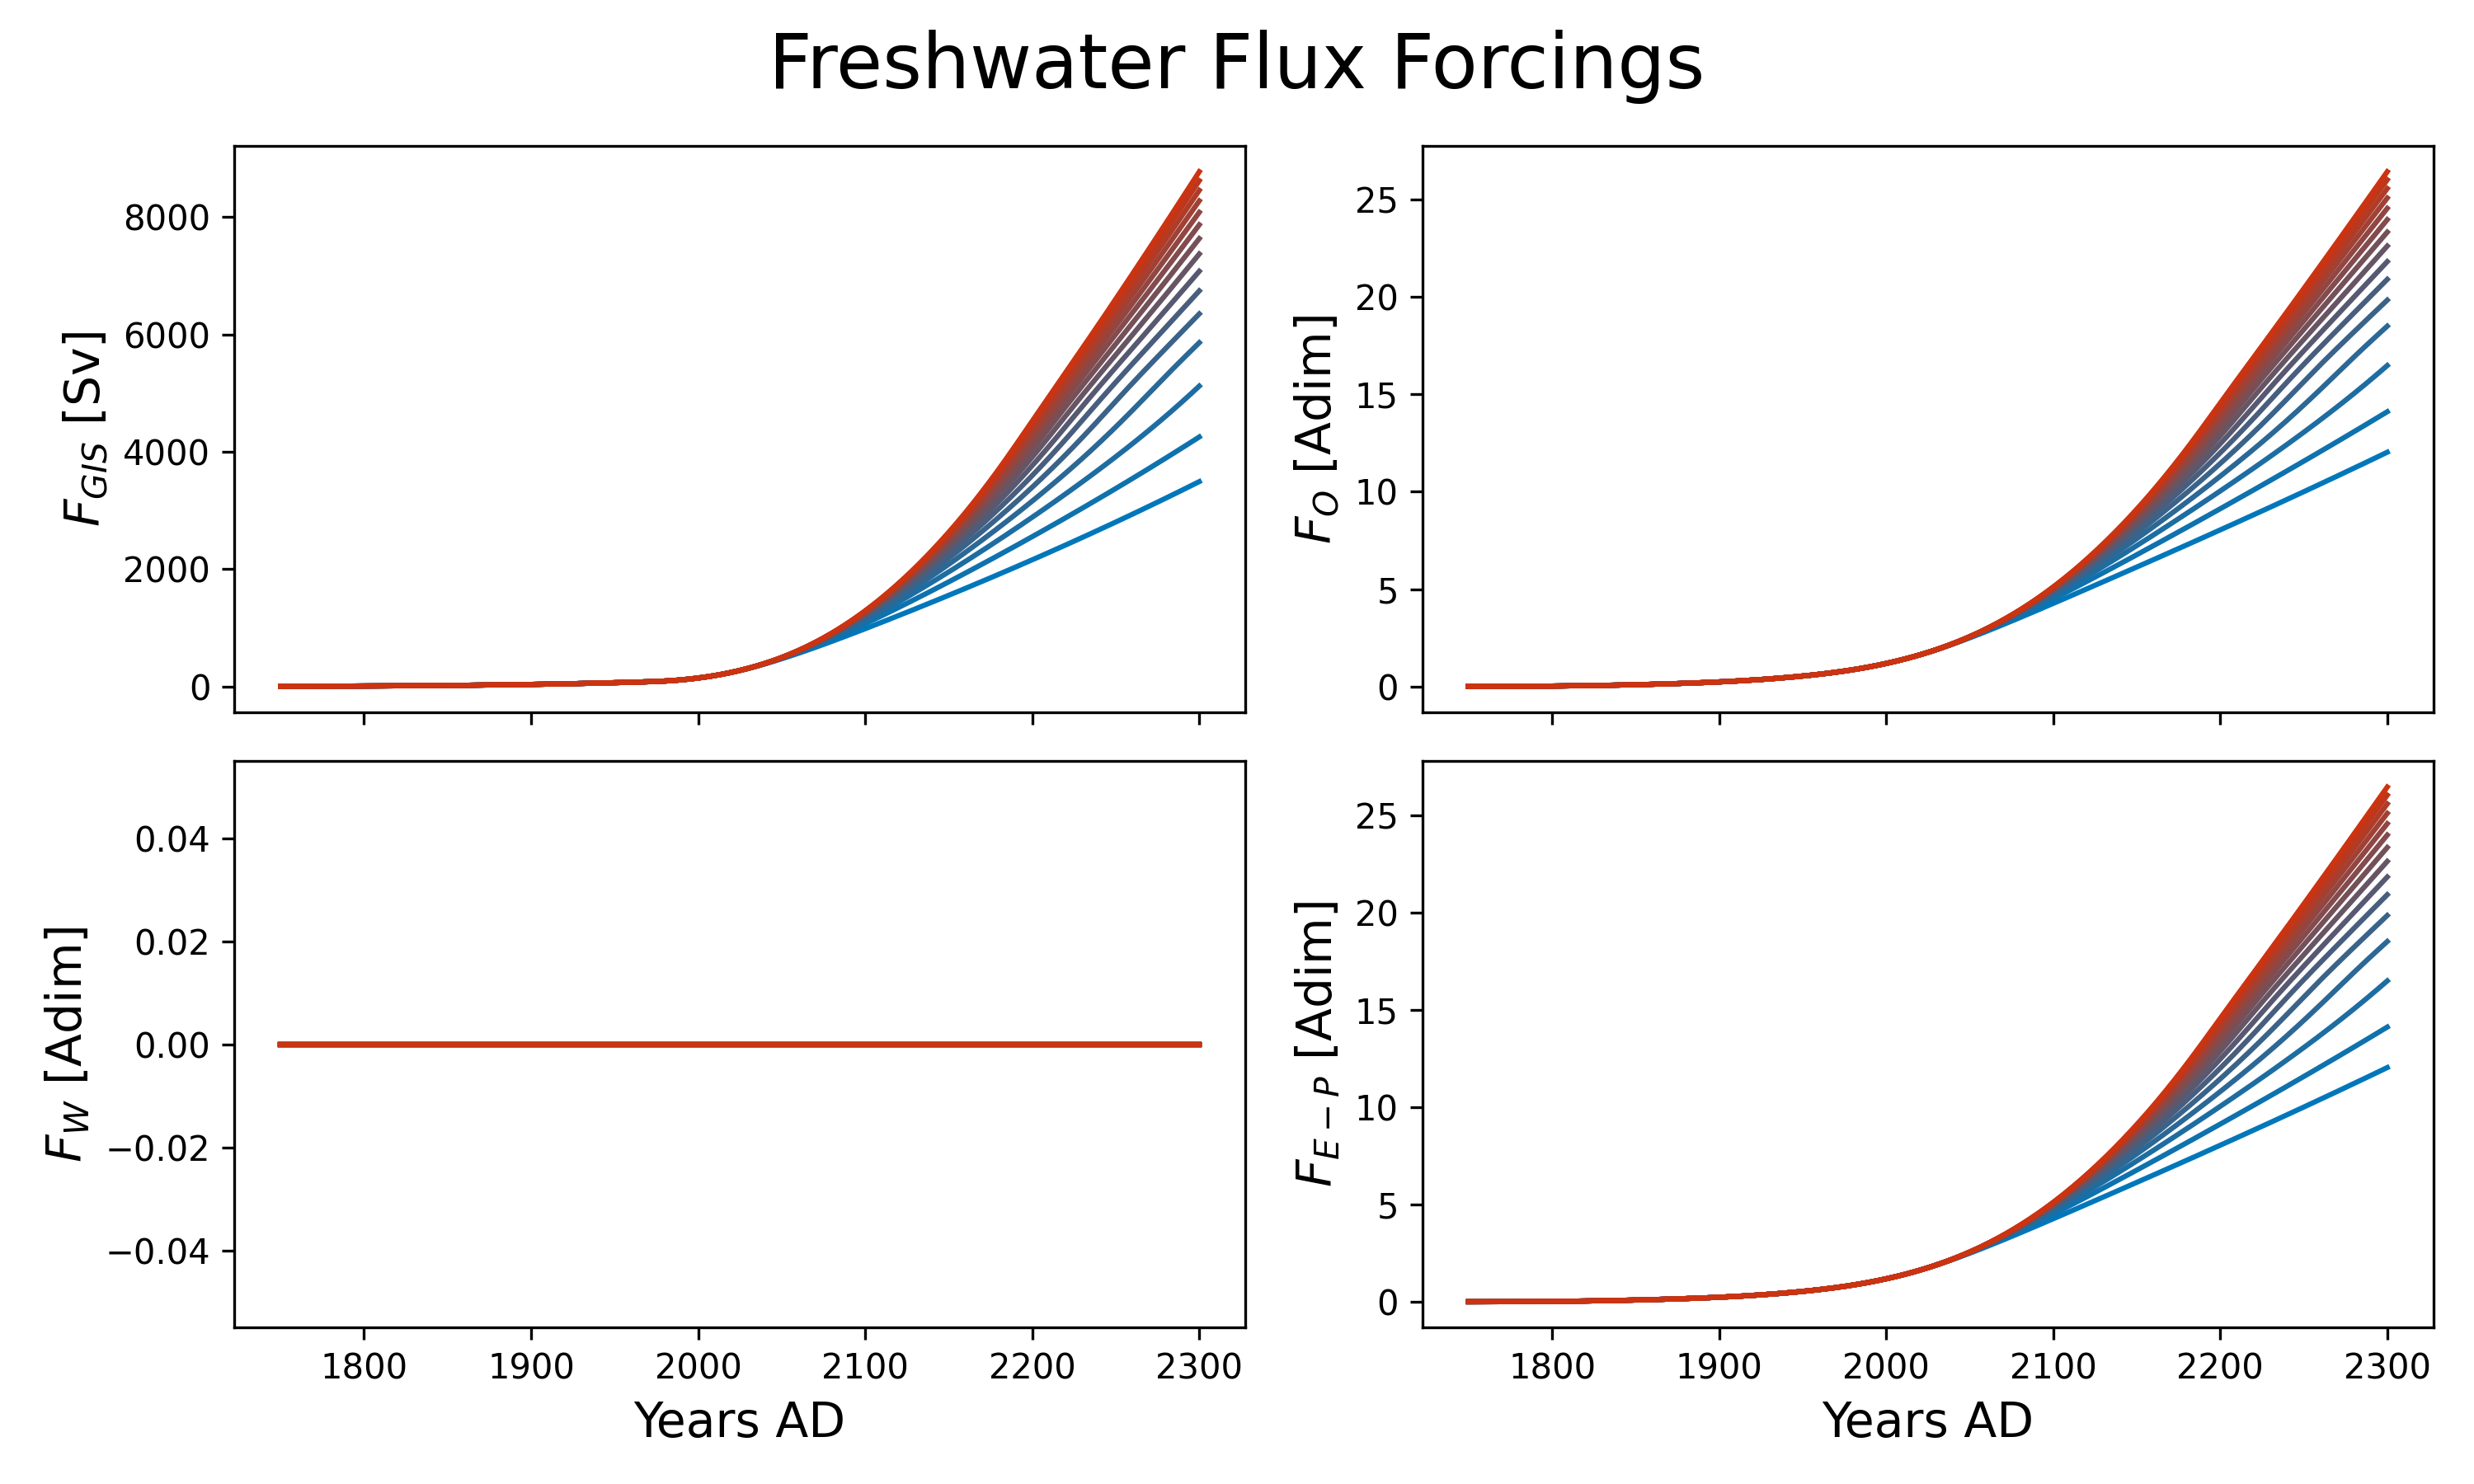 Freshwater Flux Forcings
F_GIS [Sv]
8000
6000
4000
2000
0
F_O [Adim]
25
20
15
10
5
0
F_W [Adim]
0.04
0.02
0.00
−0.02
−0.04
1800 1900 2000 2100 2200 2300
Years AD
F_E−P [Adim]
25
20
15
10
5
0
1800 1900 2000 2100 2200 2300
Years AD